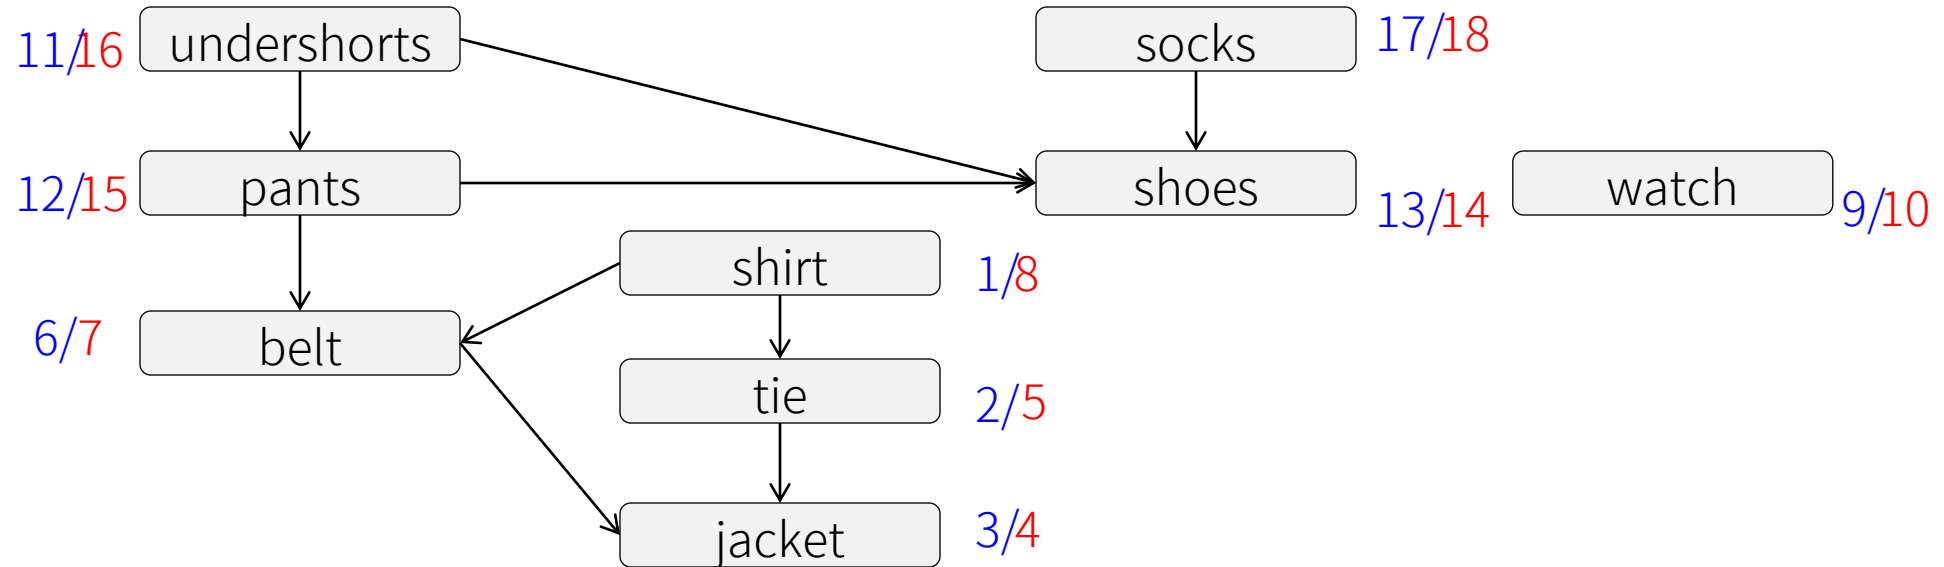 11/16 undershorts
socks 17/18
12/15 pants
shoes 13/14
watch 9/10
shirt 1/8
6/7 belt
tie 2/5
jacket 3/4